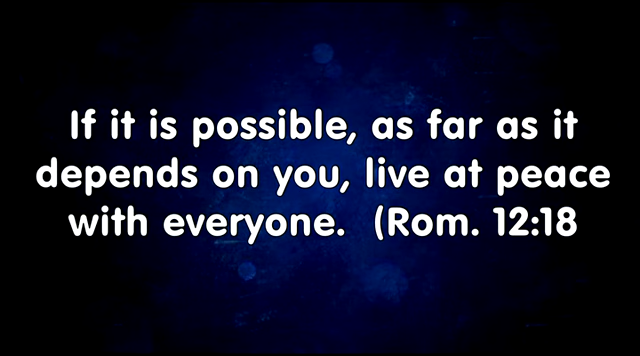 If it is possible, as far as it
depends on you, live at peace
with everyone.  (Rom. 12:18